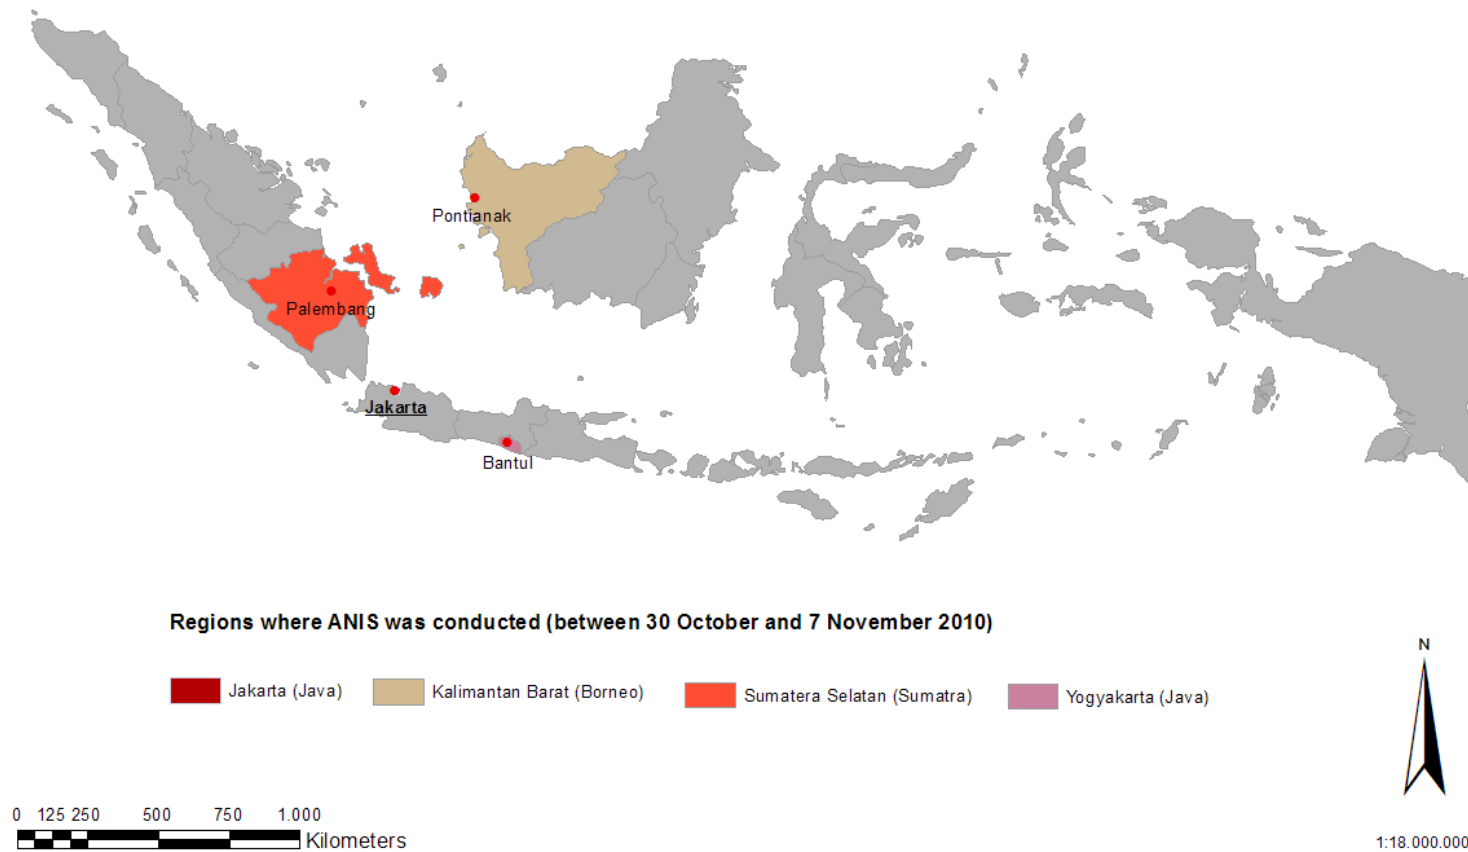 Pontianak
Palembang
Jakarta
Bantul
Regions where ANIS was conducted (between 30 October and 7 November 2010)
Jakarta (Java)
Kalimantan Barat (Borneo)
Sumatera Selatan (Sumatra)
Yogyakarta (Java)
N
0 125 250 500 750 1.000
Kilometers
1:18.000.000